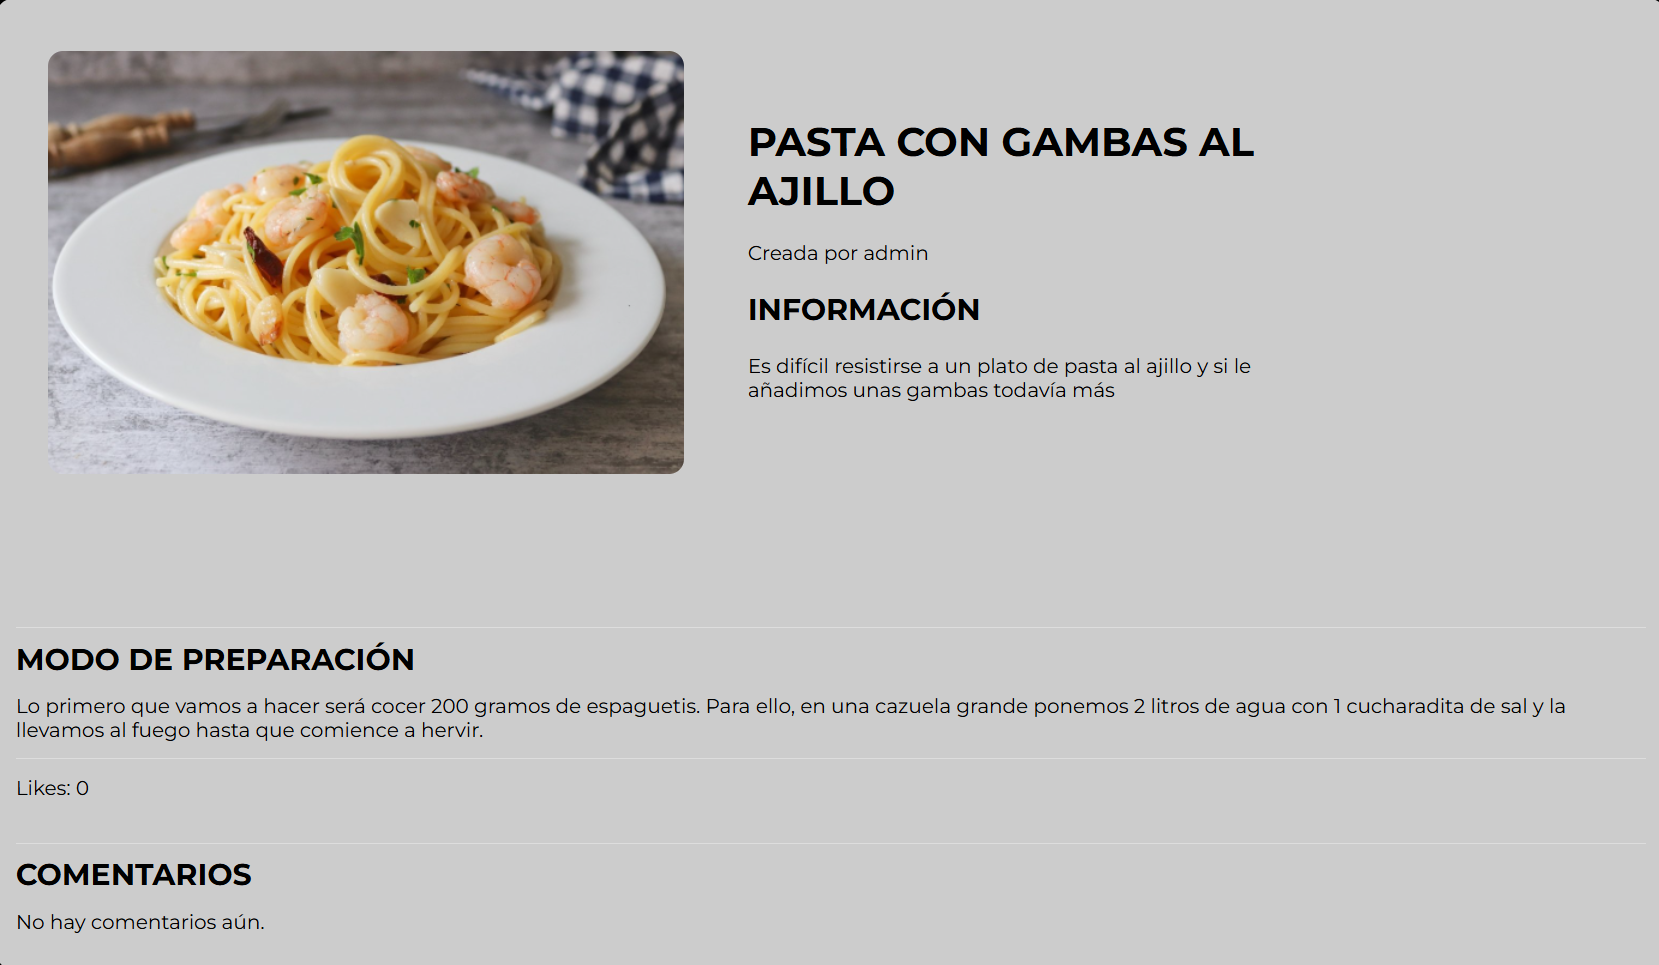 PASTA CON GAMBAS AL
AJILLO
Creada por admin
INFORMACIÓN
Es difícil resistirse a un plato de pasta al ajillo y si le
añadimos unas gambas todavía más
MODO DE PREPARACIÓN
Lo primero que vamos a hacer será cocer 200 gramos de espaguetis. Para ello, en una cazuela grande ponemos 2 litros de agua con 1 cucharadita de sal y la
llevamos al fuego hasta que comience a hervir.
Likes: 0
COMENTARIOS
No hay comentarios aún.